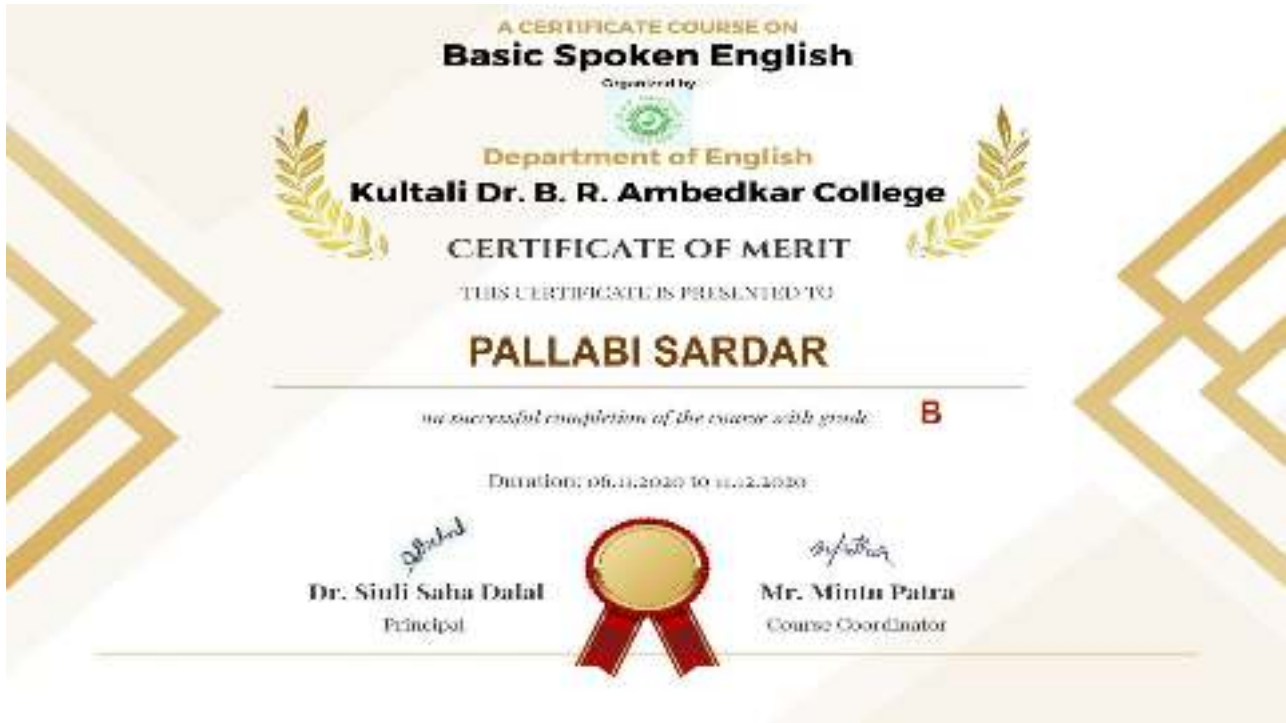 A CERTIFICATE COURSE ON
Basic Spoken English
Organized by
Department of English
Kultali Dr. B. R. Ambedkar College
CERTIFICATE OF MERIT
THIS CERTIFICATE IS PRESENTED TO
PALLABI SARDAR
on successful completion of the course with grade B
Duration: 06.11.2020 to 11.12.2020
Dr. Siuli Saha Dalal Mr. Mintu Patra
Principal Course Coordinator